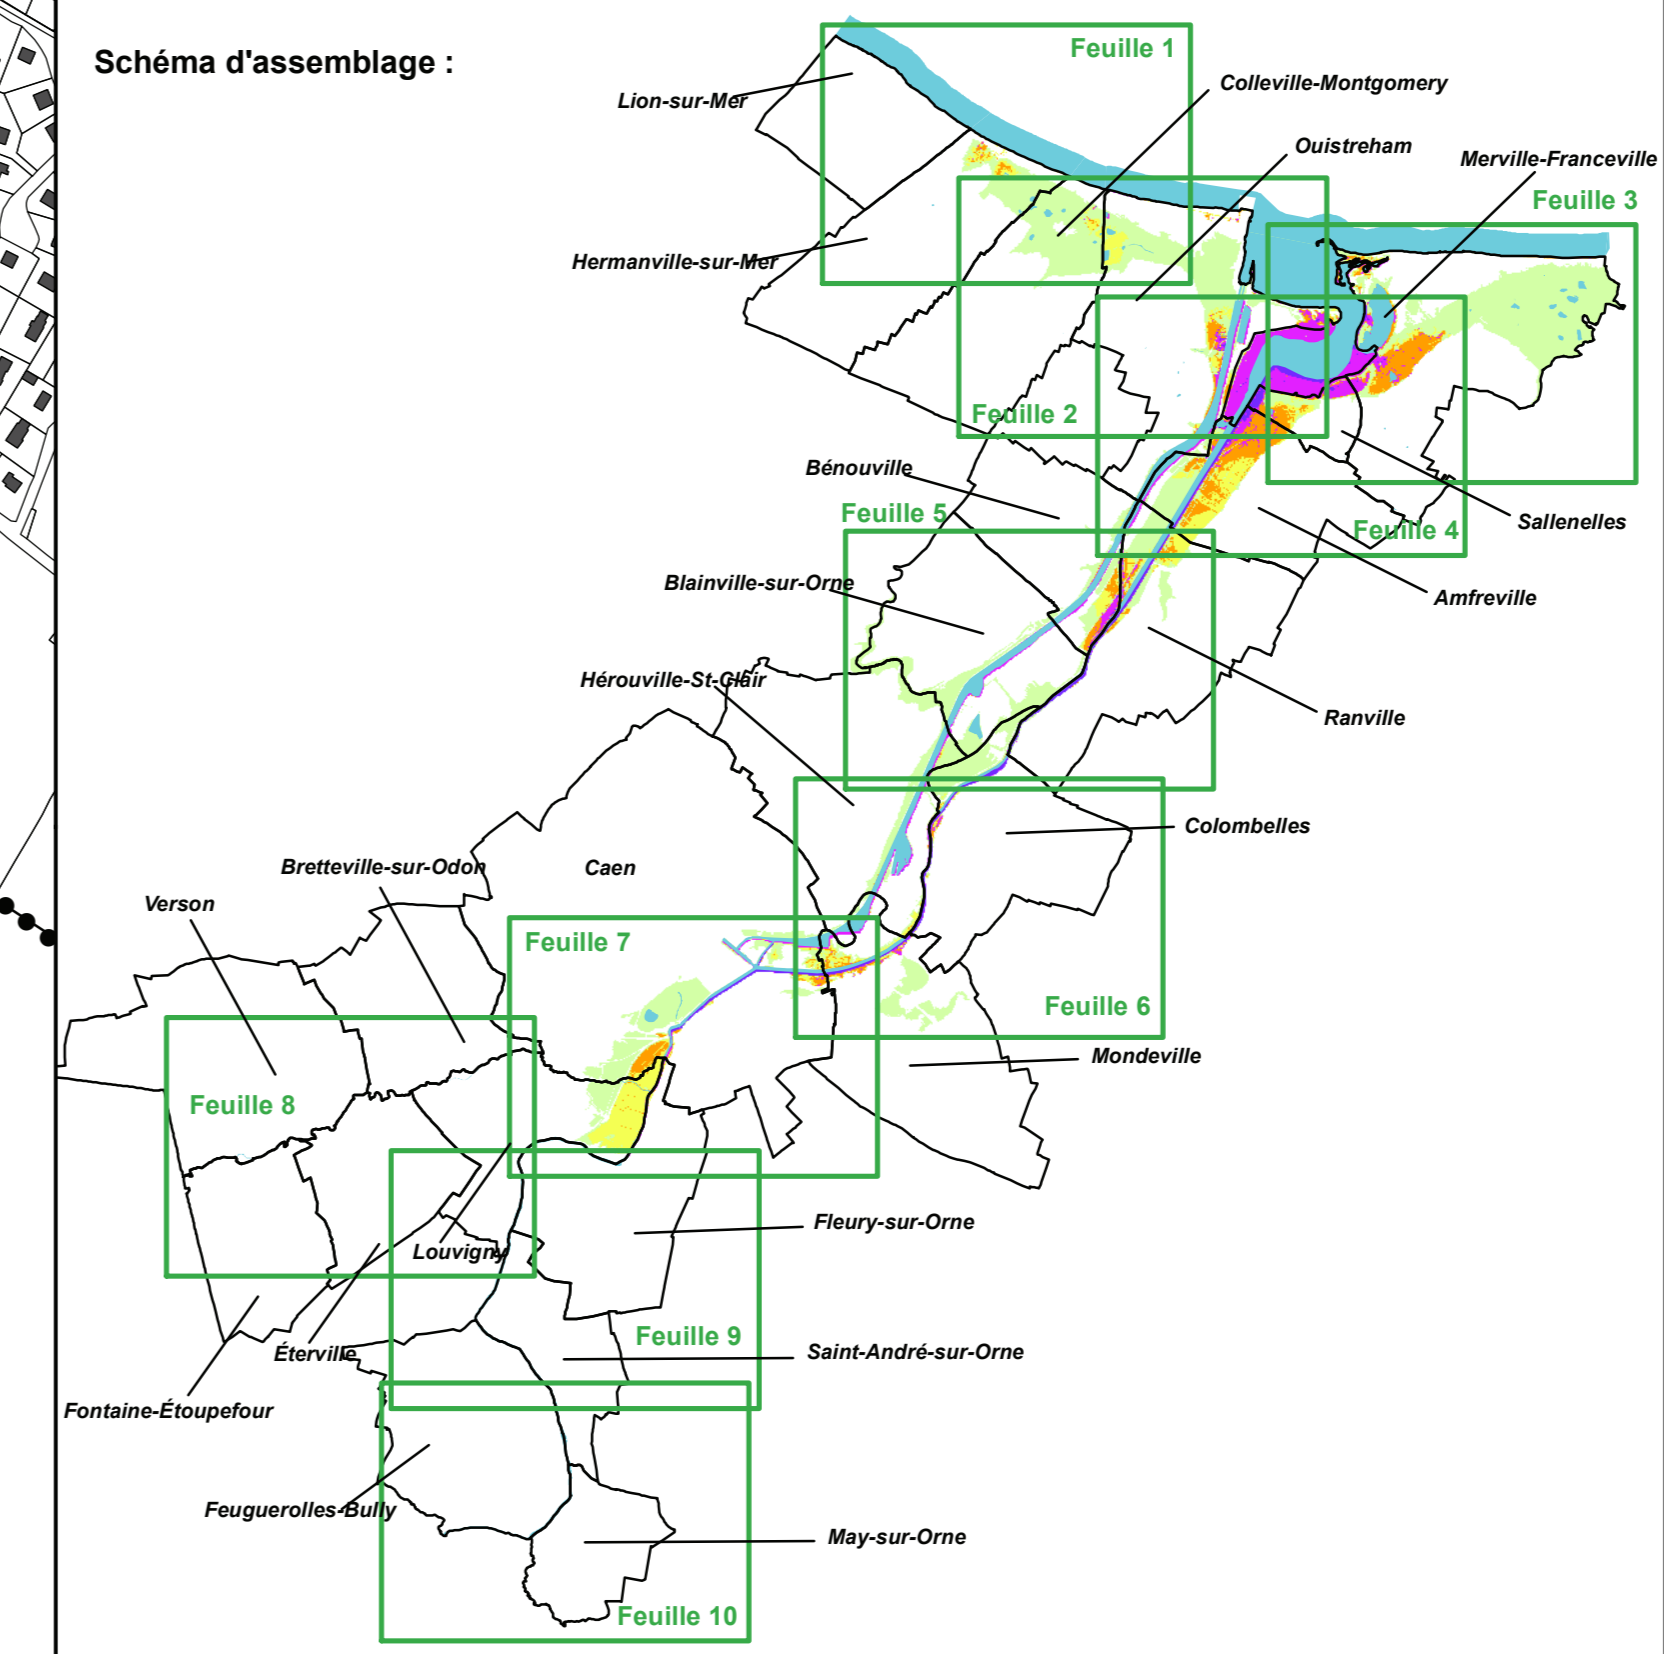 Schéma d'assemblage :
Feuille 1
Lion-sur-Mer
Colleville-Montgomery
Ouistreham
Merville-Franceville
Feuille 3
Hermanville-sur-Mer
Feuille 2
Bénouville
Feuille 5
Sallenelles
Feuille 4
Blainville-sur-Orne
Amfreville
Hérouville-St-Clair
Ranville
Colombelles
Bretteville-sur-Odon
Caen
Verson
Feuille 7
Feuille 6
Mondeville
Feuille 8
Fleury-sur-Orne
Louvigny
Feuille 9
Éterville
Saint-André-sur-Orne
Fontaine-Étoupefour
Feuguerolles-Bully
May-sur-Orne
Feuille 10